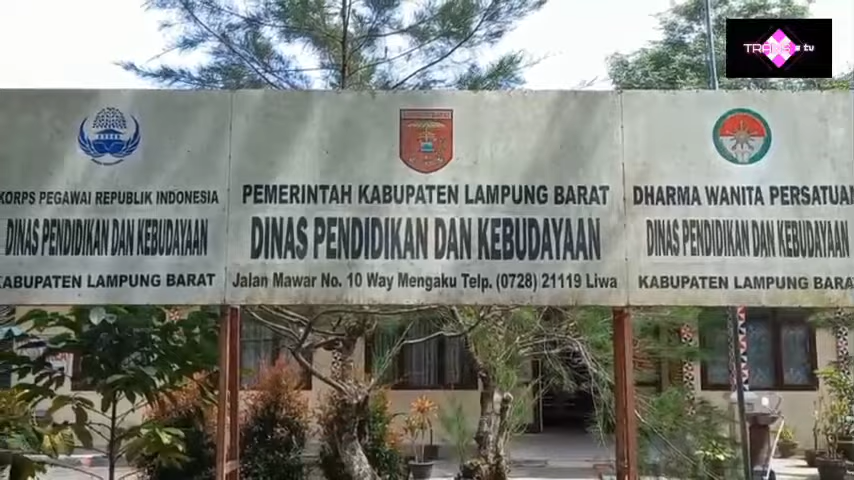 KORPS PEGAWAI REPUBLIK INDONESIA
DINAS PENDIDIKAN DAN KEBUDAYAAN
KABUPATEN LAMPUNG BARAT
PEMERINTAH KABUPATEN LAMPUNG BARAT
DINAS PENDIDIKAN DAN KEBUDAYAAN
Jalan Mawar No. 10 Way Mengaku Telp. (0728) 21119 Liwa
DHARMA WANITA PERSATUAN
DINAS PENDIDIKAN DAN KEBUDAYAAN
KABUPATEN LAMPUNG BARAT